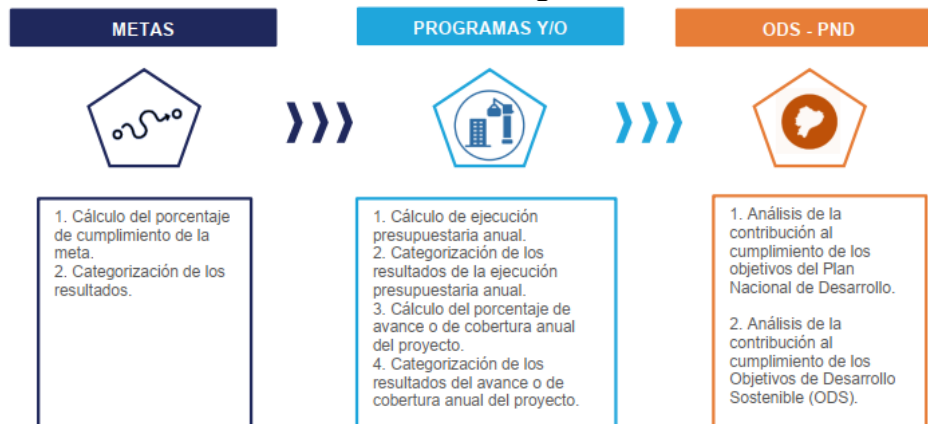 METAS
PROGRAMAS Y/O
ODS - PND
1. Cálculo del porcentaje
de cumplimiento de la
meta.
2. Categorización de los
resultados.
1. Cálculo de ejecución
presupuestaria anual.
2. Categorización de los
resultados de la ejecución
presupuestaria anual.
3. Cálculo del porcentaje de
avance o de cobertura anual
del proyecto.
4. Categorización de los
resultados del avance o de
cobertura anual del proyecto.
1. Análisis de la
contribución al
cumplimiento de los
objetivos del Plan
Nacional de Desarrollo.
2. Análisis de la
contribución al
cumplimiento de los
Objetivos de Desarrollo
Sostenible (ODS).